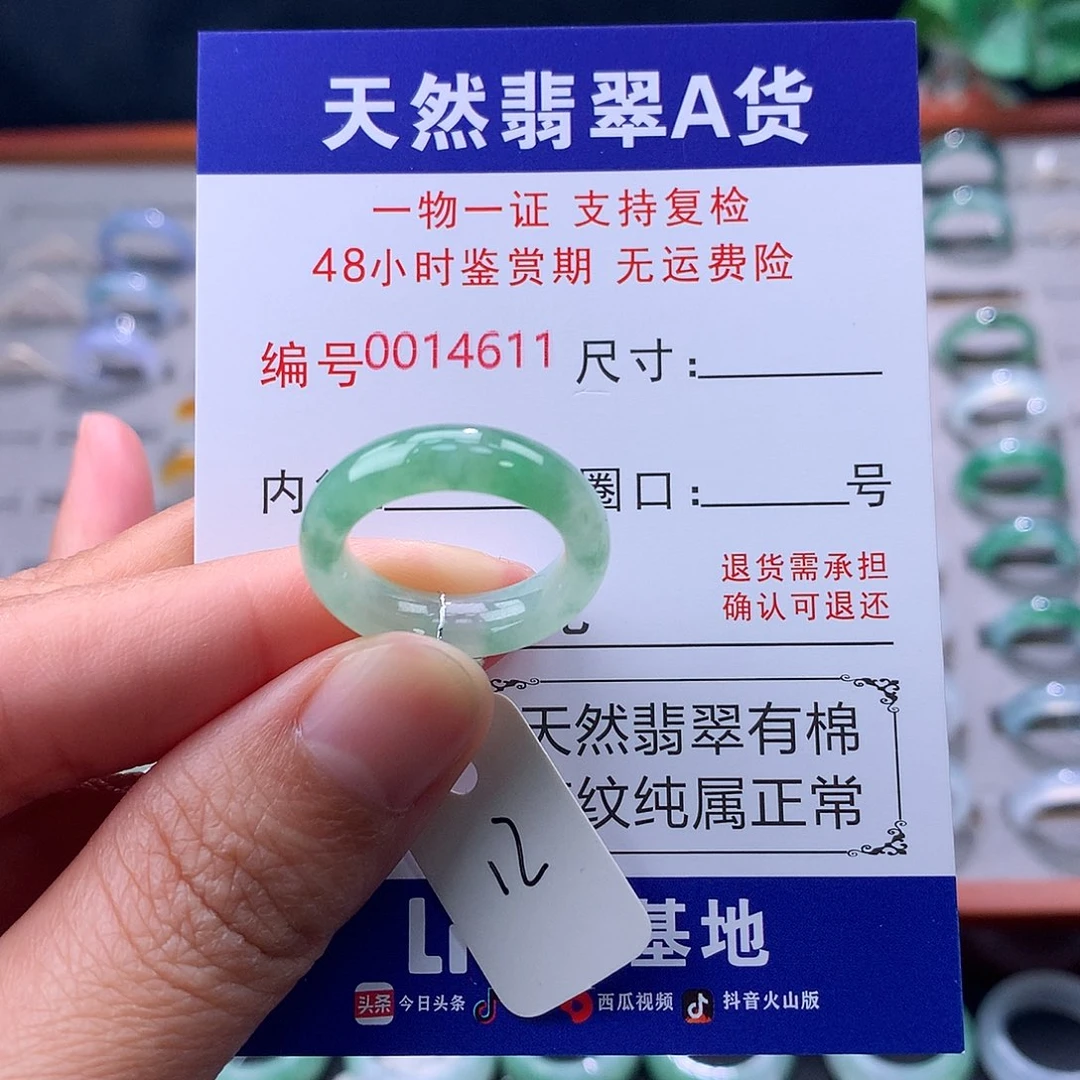 天然翡翠A货
一物一证 支持复检
48小时鉴赏期 无运费险
编号0014611 尺寸:
内 圈口: 号
退货需承担
确认可退还
天然翡翠有棉
纹纯属正常
基地
头条 今日头条 西瓜视频 抖音火山版